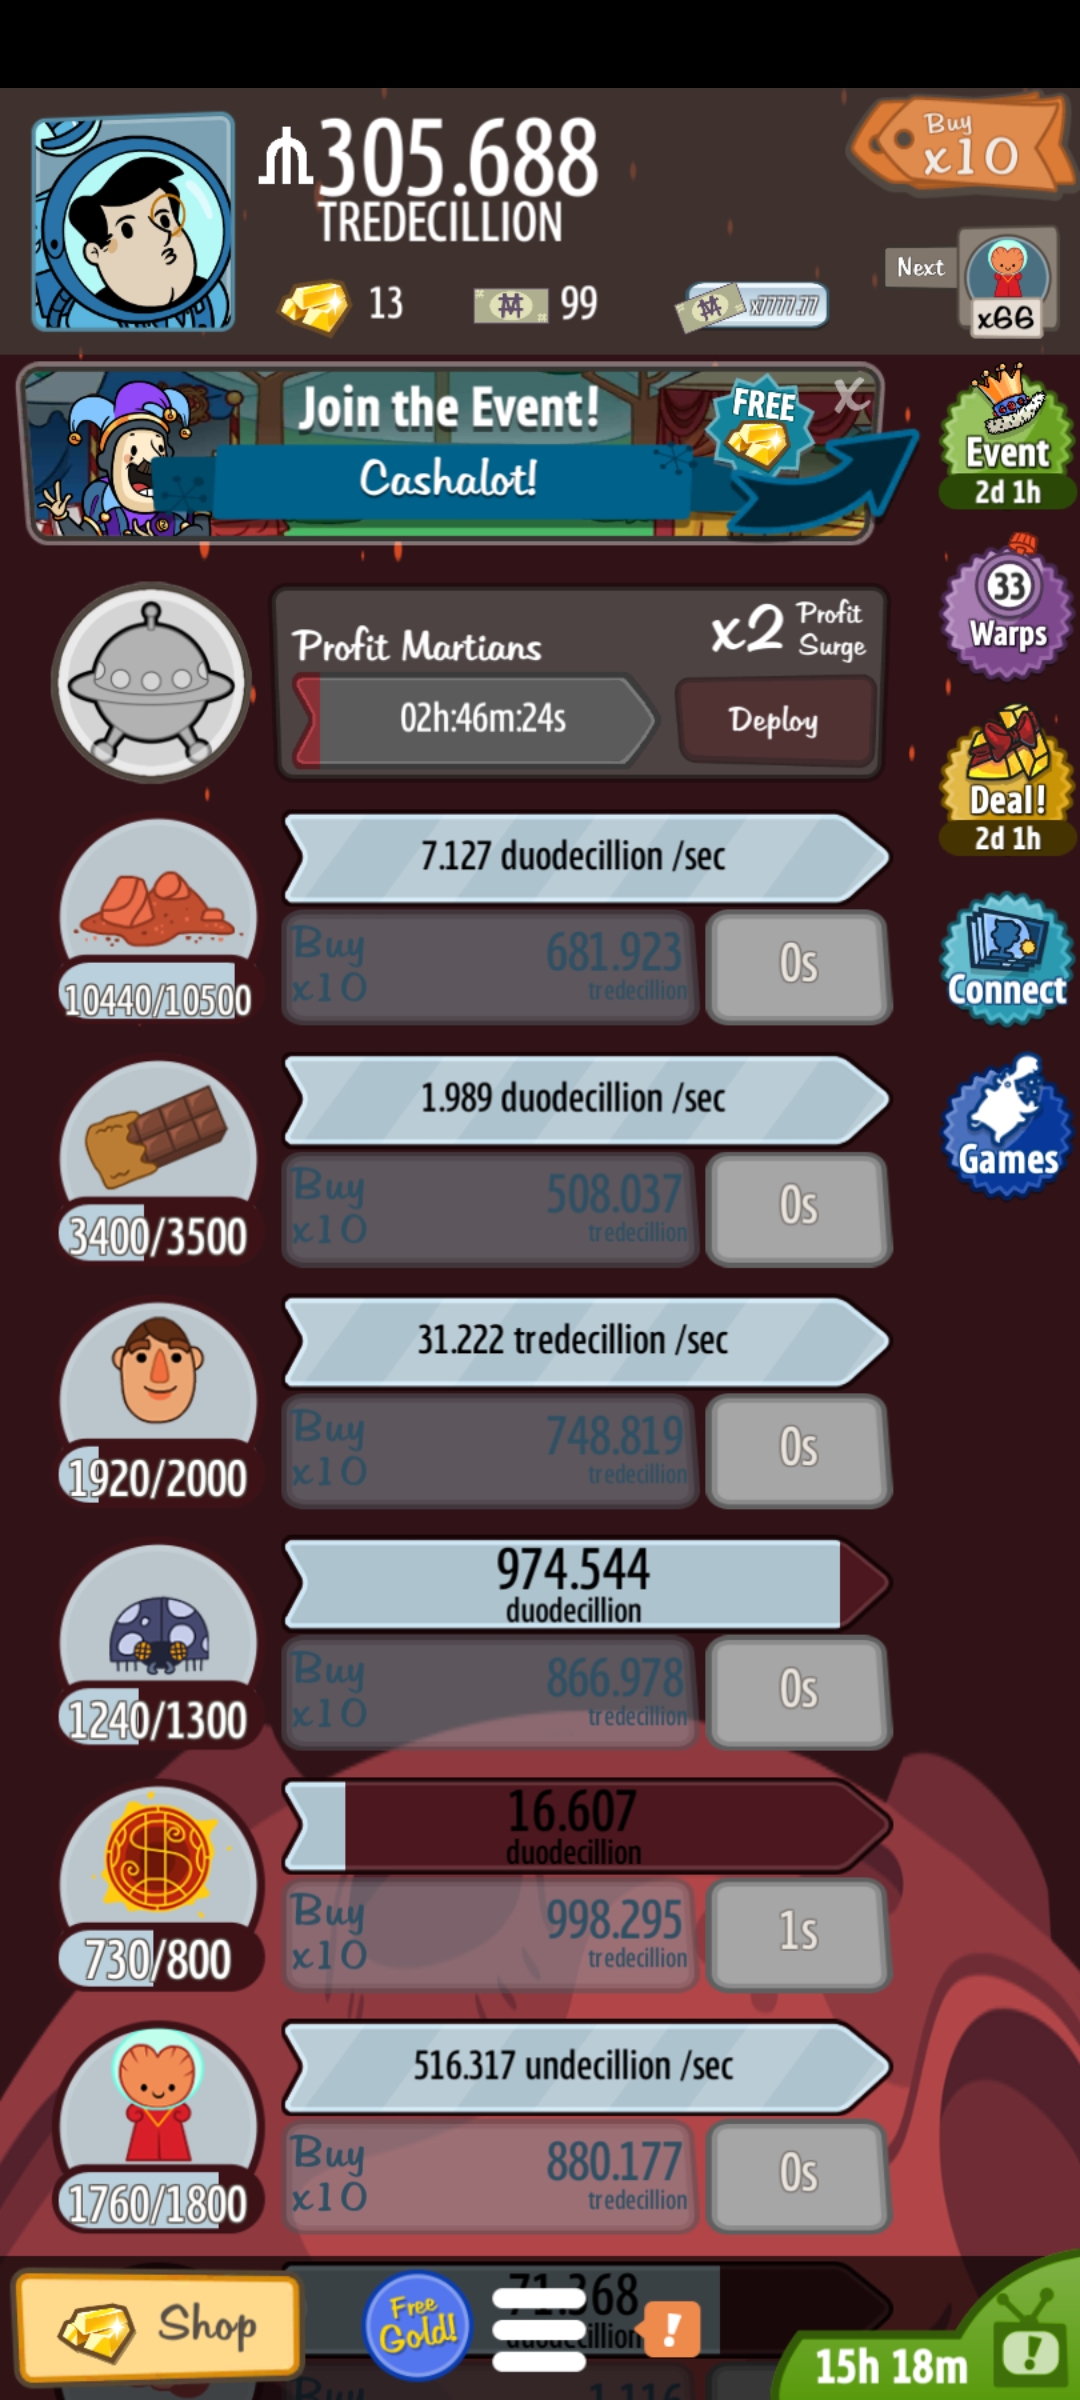 305.688
TREDECILLION
Buy
x10
13
99
x7777.77
Next
x66
Join the Event!
Cashalot!
FREE
X
Event
2d 1h
33
Warps
Profit Martians
x2 Profit
Surge
02h:46m:24s
Deploy
Deal!
2d 1h
7.127 duodecillion /sec
10440/10500
Buy
x10
681.923
tredecillion
0s
Connect
1.989 duodecillion /sec
3400/3500
Buy
x10
508.037
tredecillion
0s
Games
31.222 tredecillion /sec
1920/2000
Buy
x10
748.819
tredecillion
0s
974.544
duodecillion
1240/1300
Buy
x10
866.978
tredecillion
0s
16.607
duodecillion
730/800
Buy
x10
998.295
tredecillion
1s
516.317 undecillion /sec
1760/1800
Buy
x10
880.177
tredecillion
0s
Shop
Free
Gold!
71.368
duodecillion
!
15h 18m
!
Buy
1.116